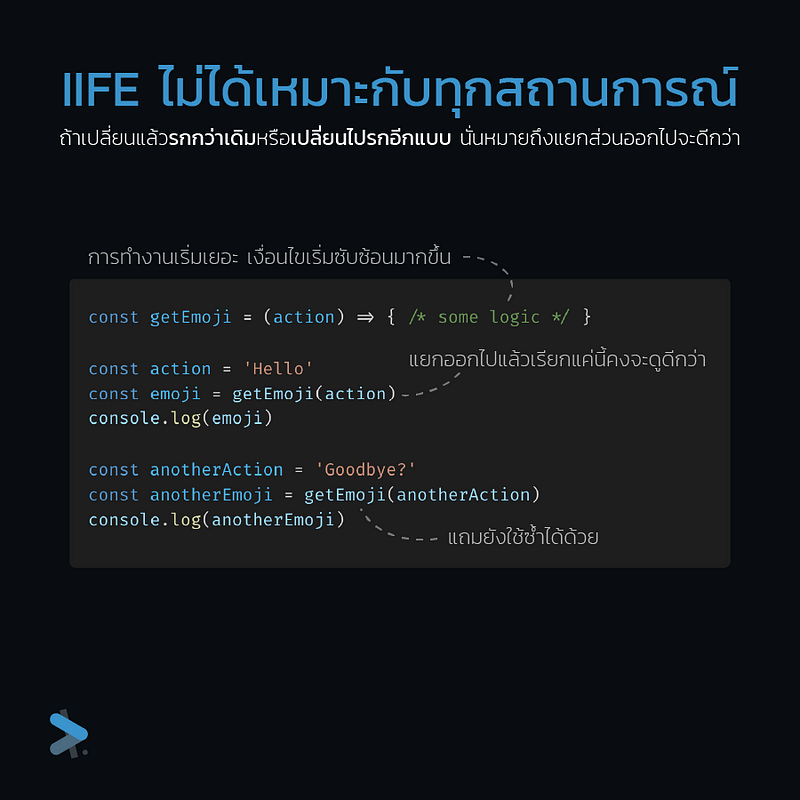 IIFE ไม่ได้เหมาะกับทุกสถานการณ์
ถ้าเปลี่ยนแล้วรกกว่าเดิมหรือเปลี่ยนไปรกอีกแบบ นั่นหมายถึงแยกส่วนออกไปจะดีกว่า
การทำงานเริ่มเยอะ เงื่อนไขเริ่มซับซ้อนมากขึ้น
const getEmoji = (action) => { /* some logic */ }
แยกออกไปแล้วเรียกแค่นี้คงจะดูดีกว่า
const action = 'Hello'
const emoji = getEmoji(action)
console.log(emoji)
const anotherAction = 'Goodbye?'
const anotherEmoji = getEmoji(anotherAction)
console.log(anotherEmoji)
แถมยังใช้ซ้ำได้ด้วย